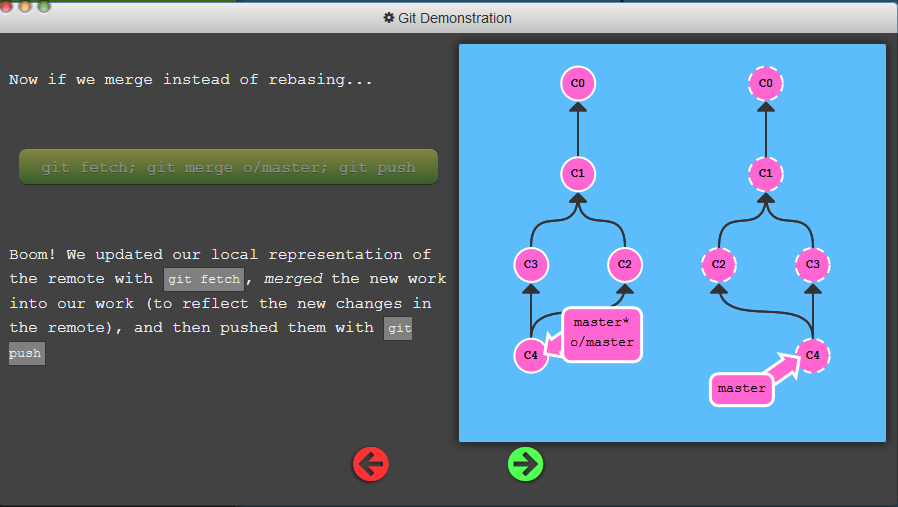 Git Demonstration
Now if we merge instead of rebasing...
git fetch; git merge o/master; git push
Boom! We updated our local representation of
the remote with git fetch, merged the new work
into our work (to reflect the new changes in
the remote), and then pushed them with git
push
C0
C1
C3 C2
master*
o/master
C4
C0
C1
C2 C3
C4
master